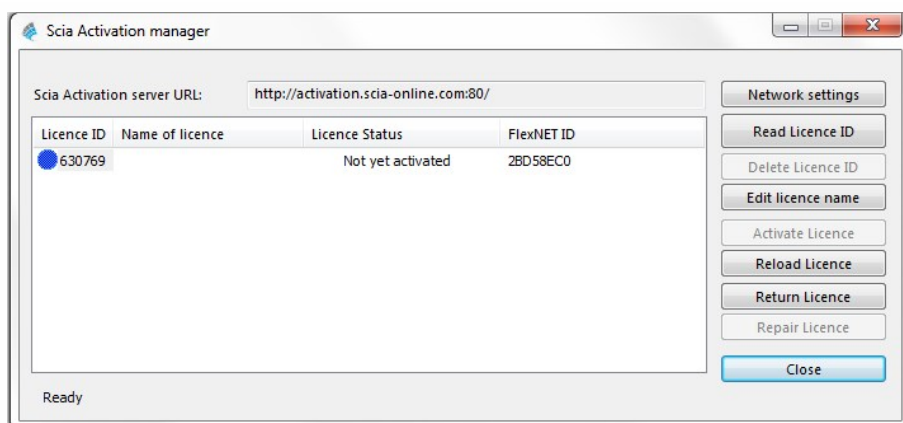 Scia Activation manager
Scia Activation server URL: http://activation.scia-online.com:80/
Network settings
Licence ID Name of licence Licence Status FlexNET ID
Read Licence ID
630769 Not yet activated 2BD58EC0
Delete Licence ID
Edit licence name
Activate Licence
Reload Licence
Return Licence
Repair Licence
Close
Ready